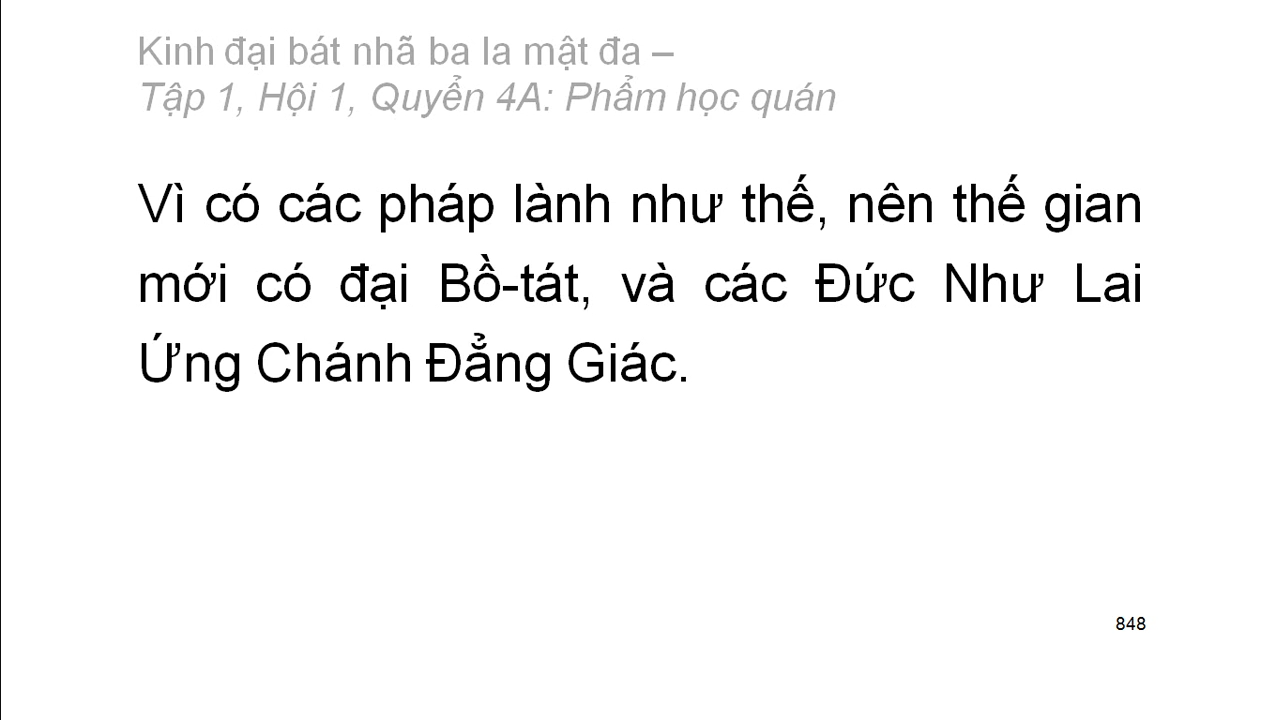 Kinh đại bát nhã ba la mật đa –
Tập 1, Hội 1, Quyển 4A: Phẩm học quán
Vì có các pháp lành như thế, nên thế gian
mới có đại Bồ-tát, và các Đức Như Lai
Ứng Chánh Đẳng Giác.
848